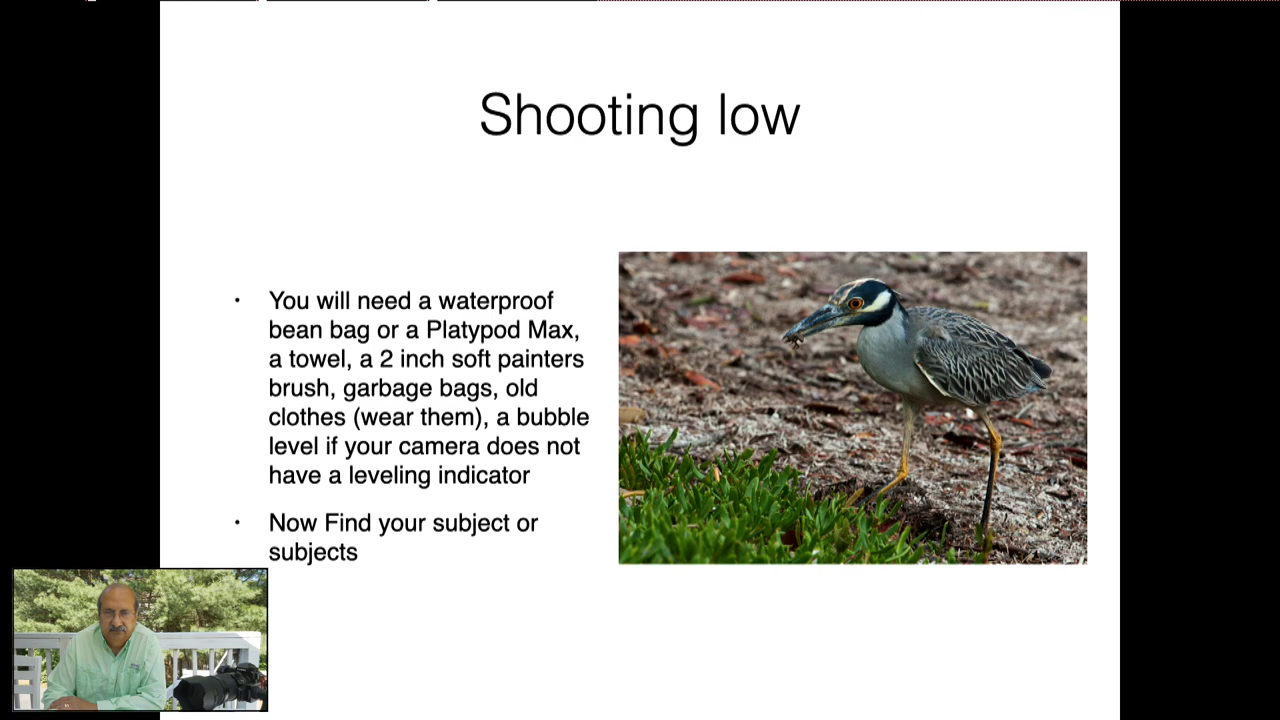 Shooting low
• You will need a waterproof
bean bag or a Platypod Max,
a towel, a 2 inch soft painters
brush, garbage bags, old
clothes (wear them), a bubble
level if your camera does not
have a leveling indicator
• Now Find your subject or
subjects